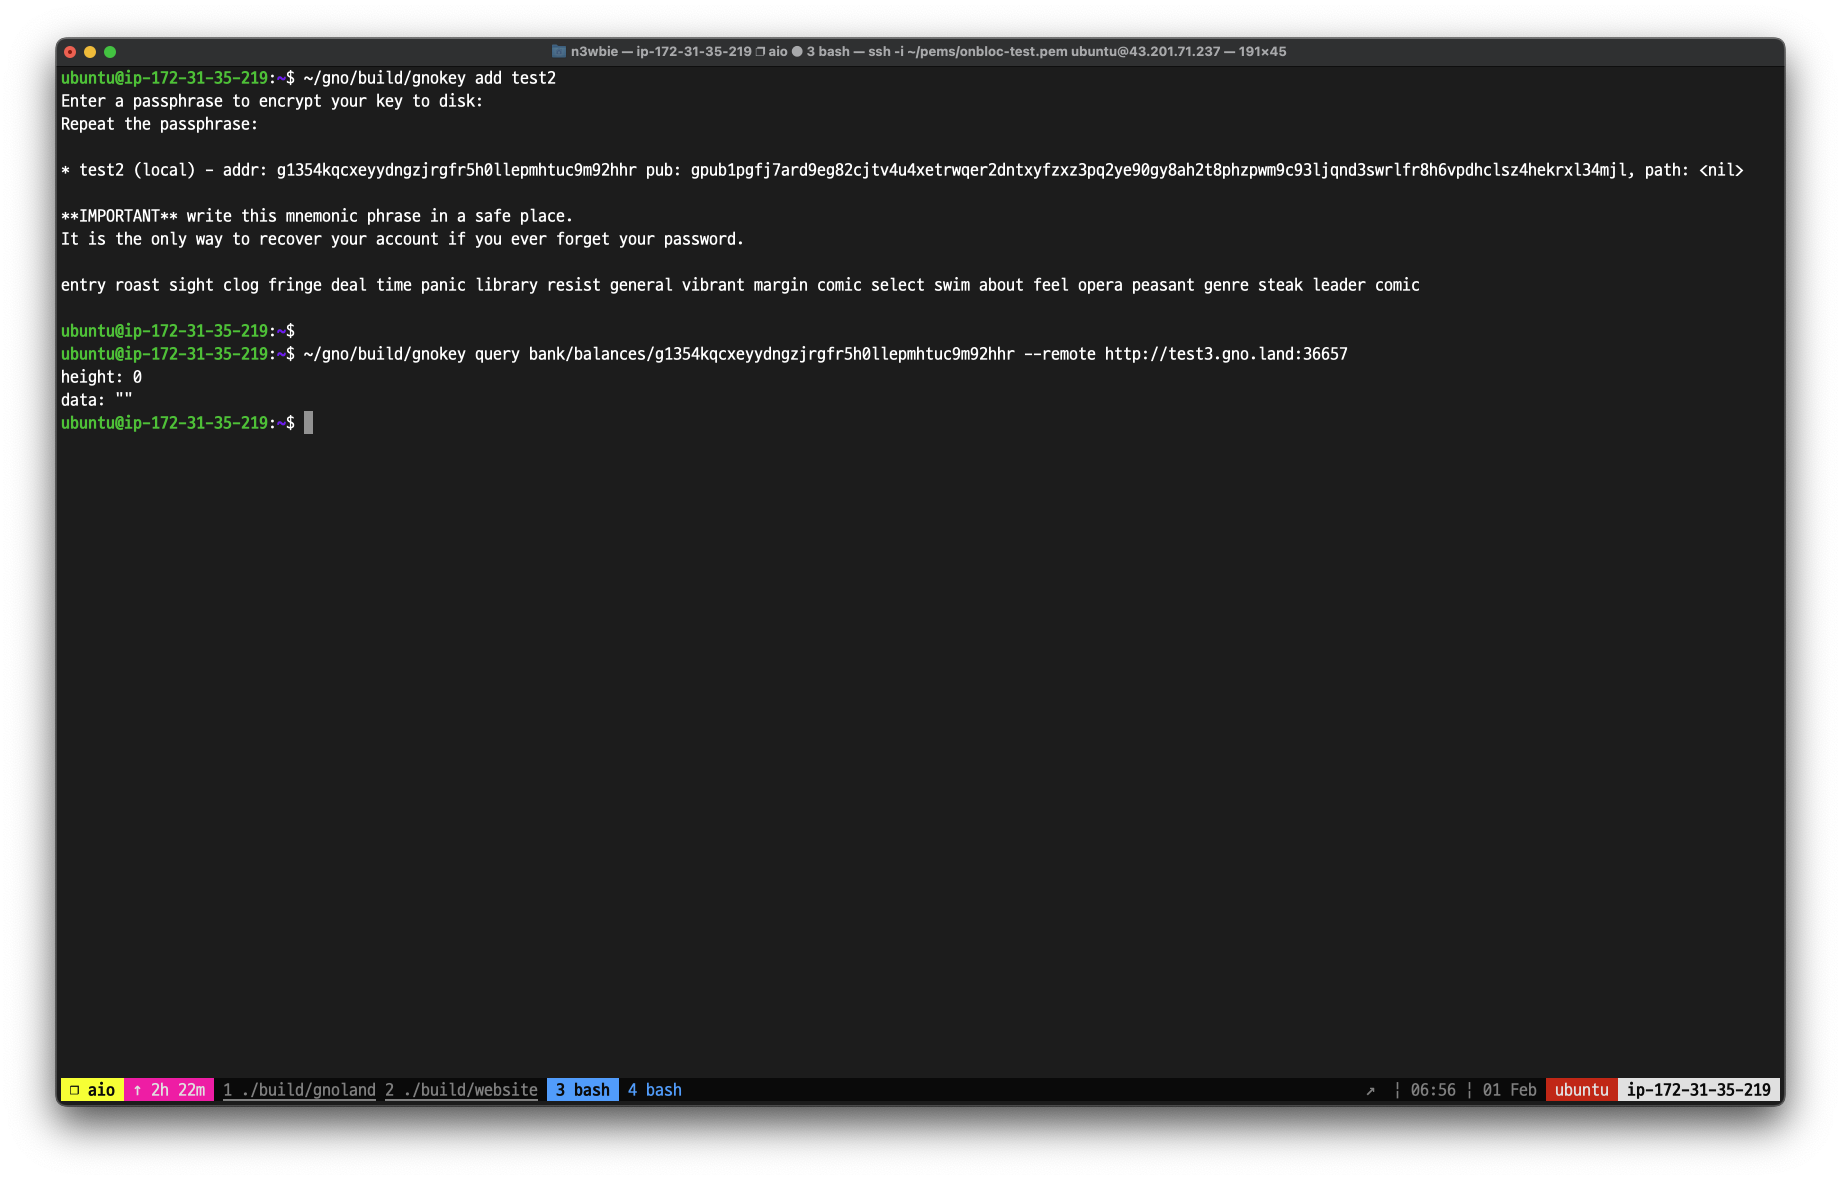 n3wbie — ip-172-31-35-219 ❐ aio ● 3 bash — ssh -i ~/pems/onbloc-test.pem ubuntu@43.201.71.237 — 191×45
ubuntu@ip-172-31-35-219:~$ ~/gno/build/gnokey add test2
Enter a passphrase to encrypt your key to disk:
Repeat the passphrase:
* test2 (local) - addr: g1354kqcxeyydngzjrgfr5h0llepmhtuc9m92hhr pub: gpub1pgfj7ard9eg82cjtv4u4xetrwqer2dntxyfzxz3pq2ye90gy8ah2t8phzpwm9c93ljqnd3swrlfr8h6vpdhclsz4hekrxl34mjl, path: <nil>
**IMPORTANT** write this mnemonic phrase in a safe place.
It is the only way to recover your account if you ever forget your password.
entry roast sight clog fringe deal time panic library resist general vibrant margin comic select swim about feel opera peasant genre steak leader comic
ubuntu@ip-172-31-35-219:~$
ubuntu@ip-172-31-35-219:~$ ~/gno/build/gnokey query bank/balances/g1354kqcxeyydngzjrgfr5h0llepmhtuc9m92hhr --remote http://test3.gno.land:36657
height: 0
data: ""
ubuntu@ip-172-31-35-219:~$
❐ aio ↑ 2h 22m 1 ./build/gnoland 2 ./build/website 3 bash 4 bash ↗ ¦ 06:56 ¦ 01 Feb ubuntu ip-172-31-35-219